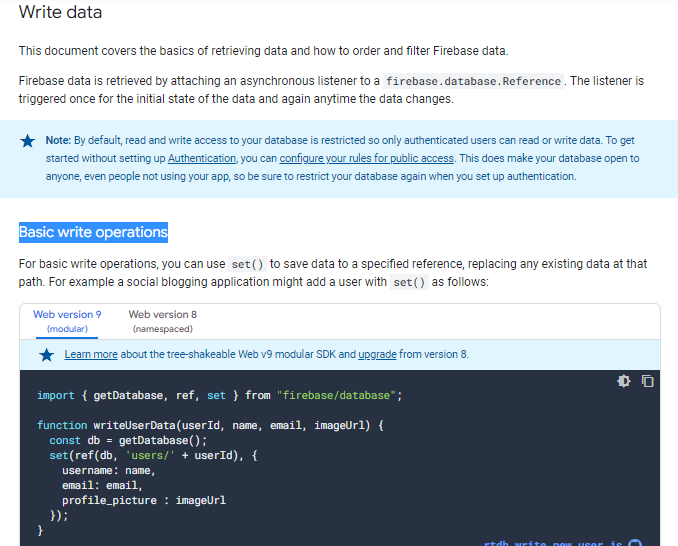 Write data
This document covers the basics of retrieving data and how to order and filter Firebase data.
Firebase data is retrieved by attaching an asynchronous listener to a firebase.database.Reference. The listener is
triggered once for the initial state of the data and again anytime the data changes.
Note: By default, read and write access to your database is restricted so only authenticated users can read or write data. To get
started without setting up Authentication, you can configure your rules for public access. This does make your database open to
anyone, even people not using your app, so be sure to restrict your database again when you set up authentication.
Basic write operations
For basic write operations, you can use set() to save data to a specified reference, replacing any existing data at that
path. For example a social blogging application might add a user with set() as follows:
Web version 9 Web version 8
(modular) (namespaced)
Learn more about the tree-shakeable Web v9 modular SDK and upgrade from version 8.
import { getDatabase, ref, set } from "firebase/database";
function writeUserData(userId, name, email, imageUrl) {
  const db = getDatabase();
  set(ref(db, 'users/' + userId), {
    username: name,
    email: email,
    profile_picture : imageUrl
  });
}
rtdb_write_new_user.js